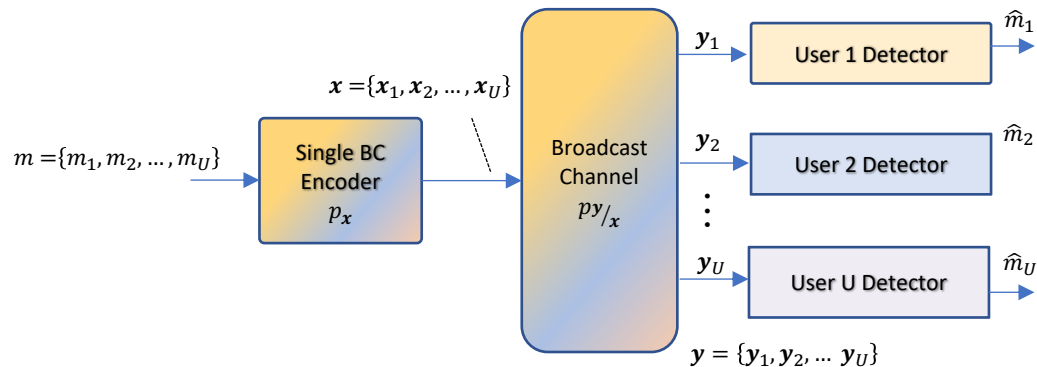 m ={m₁, m₂, … , m_U}
Single BC
Encoder
p_𝒙
𝒙 ={𝒙₁, 𝒙₂, … , 𝒙_U}
Broadcast
Channel
p𝒚/𝒙
𝒚₁
User 1 Detector
m̂₁
𝒚₂
User 2 Detector
m̂₂
⋮
𝒚_U
User U Detector
m̂_U
𝒚 = {𝒚₁, 𝒚₂, … 𝒚_U}